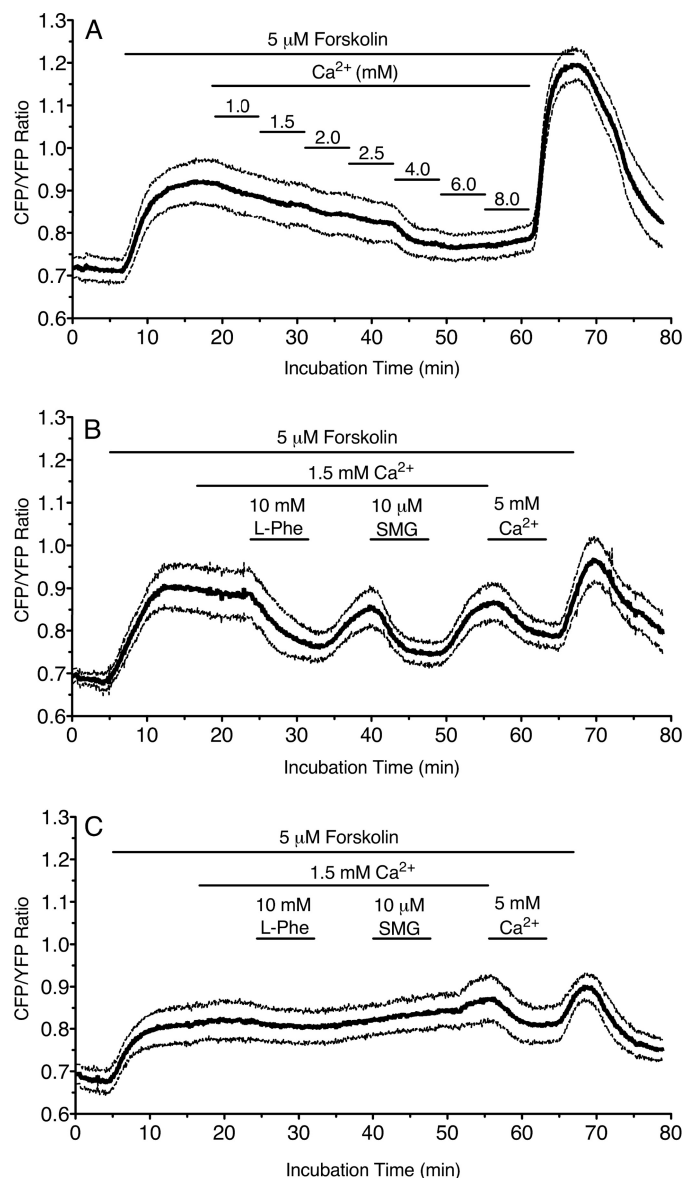 A
5 μM Forskolin
Ca²⁺ (mM)
1.0
1.5
2.0
2.5
4.0
6.0
8.0
CFP/YFP Ratio
1.3
1.2
1.1
1.0
0.9
0.8
0.7
0.6
0 10 20 30 40 50 60 70 80
Incubation Time (min)
B
5 μM Forskolin
1.5 mM Ca²⁺
10 mM 10 μM 5 mM
L-Phe SMG Ca²⁺
CFP/YFP Ratio
1.3
1.2
1.1
1.0
0.9
0.8
0.7
0.6
0 10 20 30 40 50 60 70 80
Incubation Time (min)
C
5 μM Forskolin
1.5 mM Ca²⁺
10 mM 10 μM 5 mM
L-Phe SMG Ca²⁺
CFP/YFP Ratio
1.3
1.2
1.1
1.0
0.9
0.8
0.7
0.6
0 10 20 30 40 50 60 70 80
Incubation Time (min)